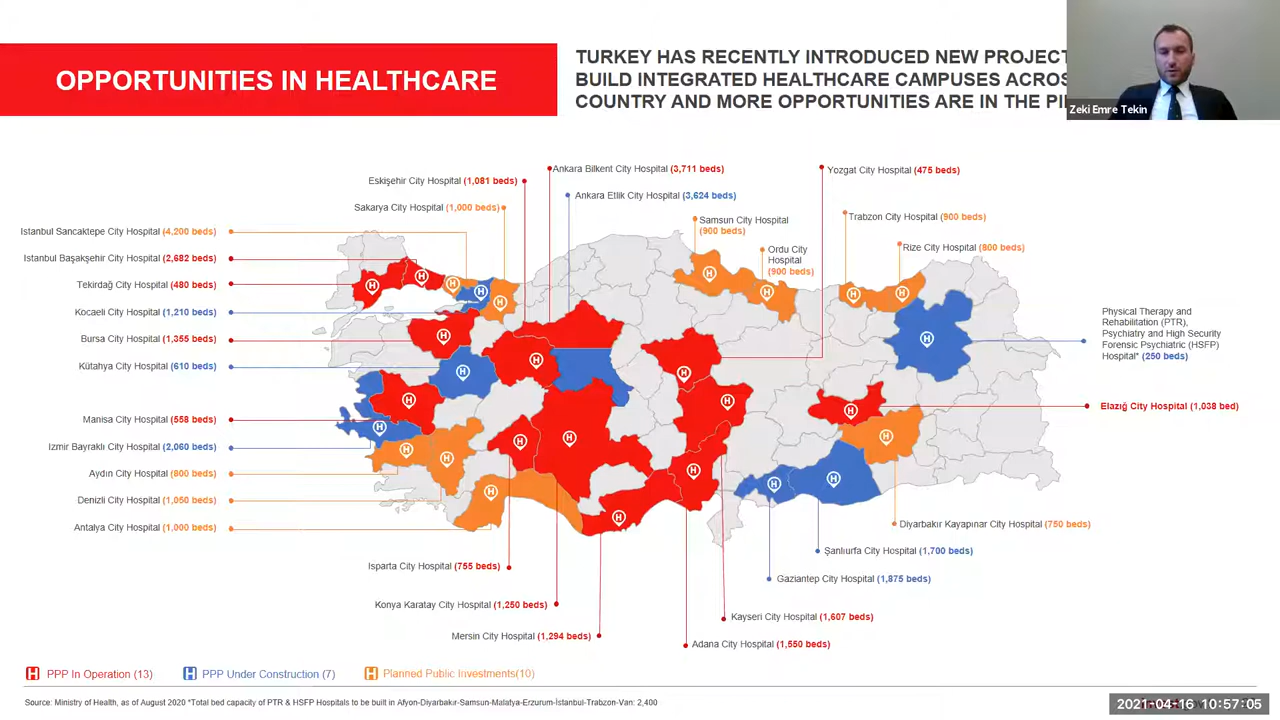 OPPORTUNITIES IN HEALTHCARE
TURKEY HAS RECENTLY INTRODUCED NEW
BUILD INTEGRATED HEALTHCARE CAMPUSES
COUNTRY AND MORE OPPORTUNITIES ARE IN THE
Zeki Emre Tekin
Ankara Bilkent City Hospital (3,711 beds)
Yozgat City Hospital (475 beds)
Eskişehir City Hospital (1,081 beds)
Ankara Etlik City Hospital (3,624 beds)
Sakarya City Hospital (1,000 beds)
Samsun City Hospital
(900 beds)
Trabzon City Hospital (900 beds)
Istanbul Sancaktepe City Hospital (4,200 beds)
Ordu City
Hospital
(900 beds)
Rize City Hospital (800 beds)
Istanbul Başakşehir City Hospital (2,682 beds)
Tekirdağ City Hospital (480 beds)
Kocaeli City Hospital (1,210 beds)
Physical Therapy and
Rehabilitation (PTR),
Psychiatry and High Security
Forensic Psychiatric (HSFP)
Hospital* (250 beds)
Bursa City Hospital (1,355 beds)
Kütahya City Hospital (610 beds)
Elazığ City Hospital (1,038 bed)
Manisa City Hospital (558 beds)
Izmir Bayraklı City Hospital (2,060 beds)
Aydın City Hospital (800 beds)
Denizli City Hospital (1,050 beds)
Antalya City Hospital (1,000 beds)
Diyarbakır Kayapınar City Hospital (750 beds)
Şanlıurfa City Hospital (1,700 beds)
Isparta City Hospital (755 beds)
Gaziantep City Hospital (1,875 beds)
Konya Karatay City Hospital (1,250 beds)
Kayseri City Hospital (1,607 beds)
Mersin City Hospital (1,294 beds)
Adana City Hospital (1,550 beds)
H PPP In Operation (13)
H PPP Under Construction (7)
H Planned Public Investments(10)
Source: Ministry of Health, as of August 2020 *Total bed capacity of PTR & HSFP Hospitals to be built in Afyon-Diyarbakır-Samsun-Malatya-Erzurum-İstanbul-Trabzon-Van: 2,400
2021-04-16 10:57:05